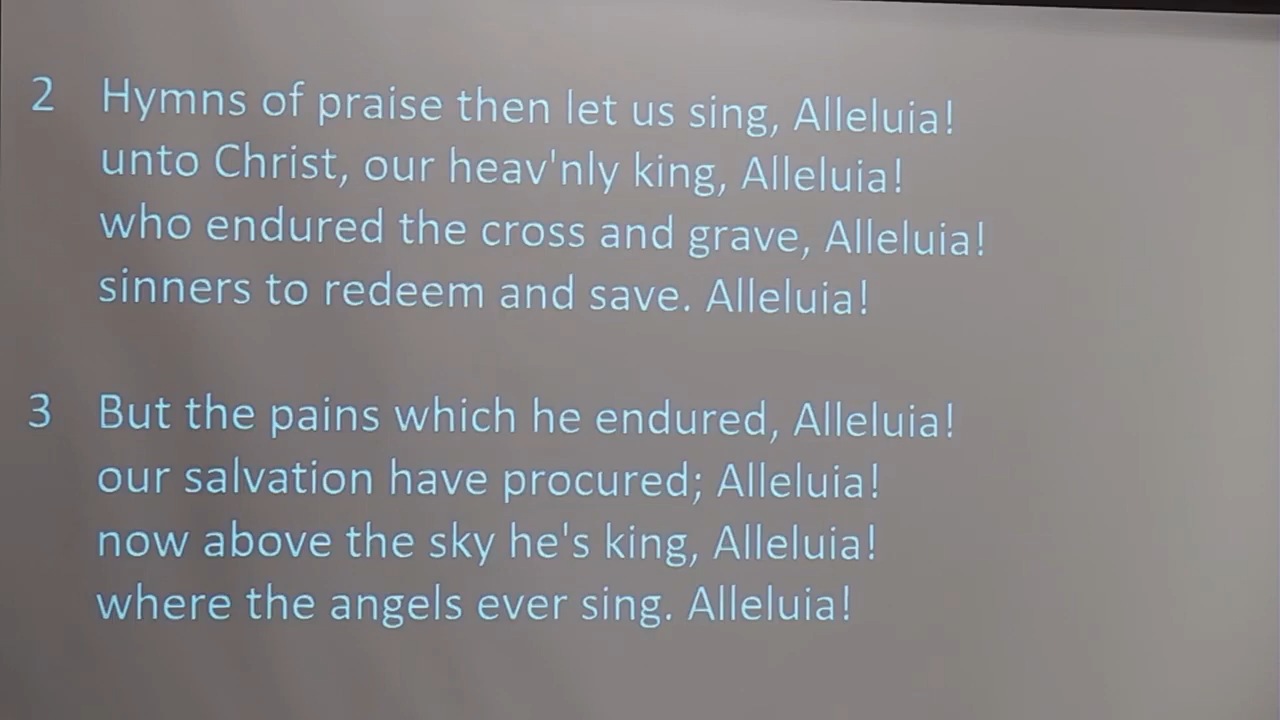 2 Hymns of praise then let us sing, Alleluia!
unto Christ, our heav'nly king, Alleluia!
who endured the cross and grave, Alleluia!
sinners to redeem and save. Alleluia!
3 But the pains which he endured, Alleluia!
our salvation have procured; Alleluia!
now above the sky he's king, Alleluia!
where the angels ever sing. Alleluia!